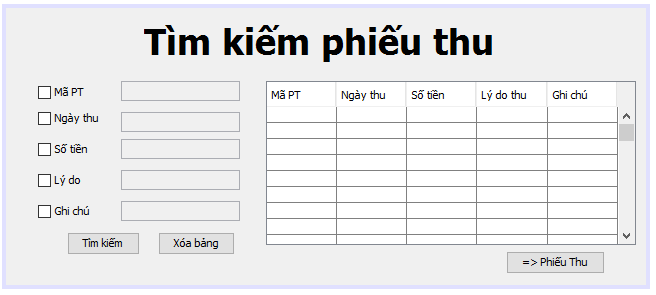 Tìm kiếm phiếu thu
Mã PT
Ngày thu
Số tiền
Lý do
Ghi chú
Tìm kiếm Xóa bảng
Mã PT Ngày thu Số tiền Lý do thu Ghi chú
=> Phiếu Thu